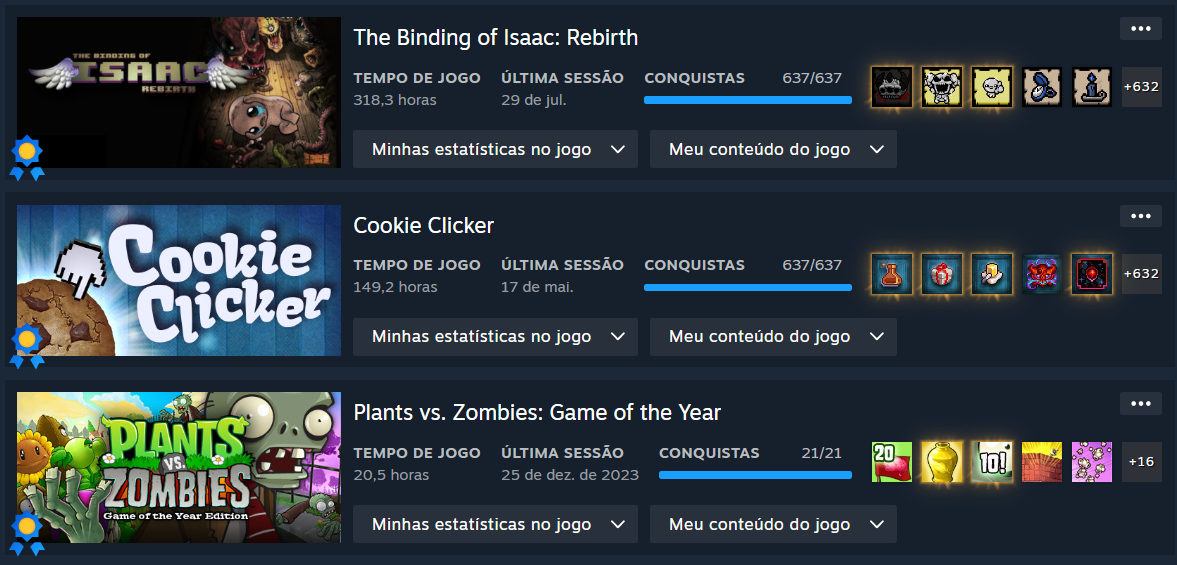 THE BINDING OF
ISAAC
REBIRTH
The Binding of Isaac: Rebirth
•••
TEMPO DE JOGO ÚLTIMA SESSÃO CONQUISTAS 637/637
318,3 horas 29 de jul.
+632
Minhas estatísticas no jogo Meu conteúdo do jogo
Cookie
Clicker
Cookie Clicker
•••
TEMPO DE JOGO ÚLTIMA SESSÃO CONQUISTAS 637/637
149,2 horas 17 de mai.
+632
Minhas estatísticas no jogo Meu conteúdo do jogo
PLANTS
VS.
ZOMBIES
Game of the Year Edition
Plants vs. Zombies: Game of the Year
•••
TEMPO DE JOGO ÚLTIMA SESSÃO CONQUISTAS 21/21
20,5 horas 25 de dez. de 2023
20 10! +16
Minhas estatísticas no jogo Meu conteúdo do jogo